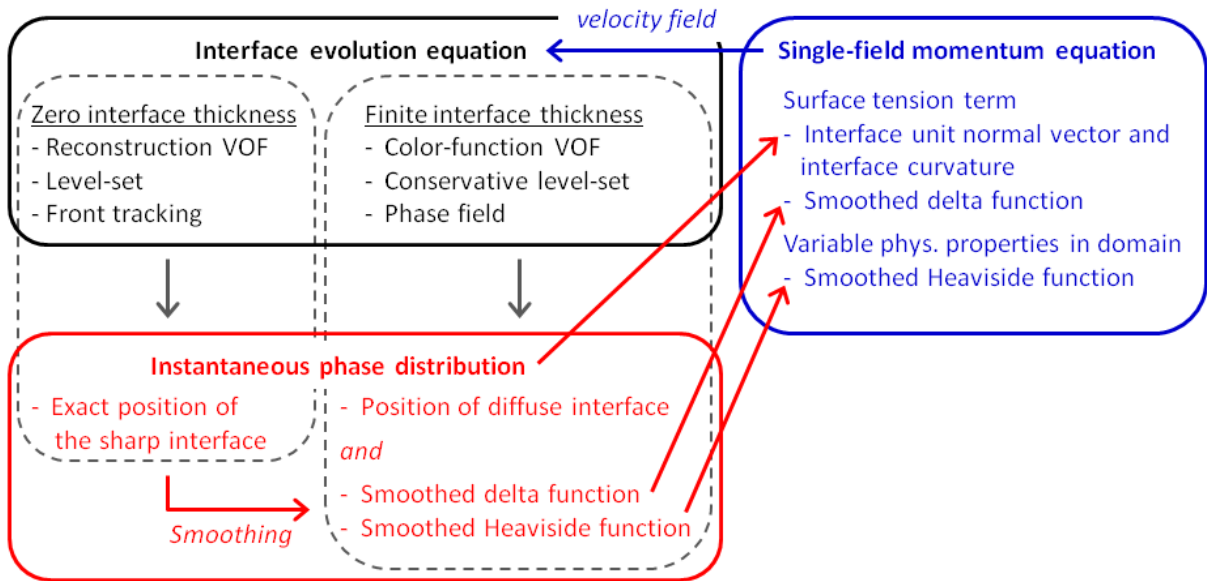 velocity field
Interface evolution equation
Zero interface thickness
- Reconstruction VOF
- Level-set
- Front tracking
Finite interface thickness
- Color-function VOF
- Conservative level-set
- Phase field
Single-field momentum equation
Surface tension term
- Interface unit normal vector and
interface curvature
- Smoothed delta function
Variable phys. properties in domain
- Smoothed Heaviside function
Instantaneous phase distribution
- Exact position of
the sharp interface
Smoothing
- Position of diffuse interface
and
- Smoothed delta function
- Smoothed Heaviside function